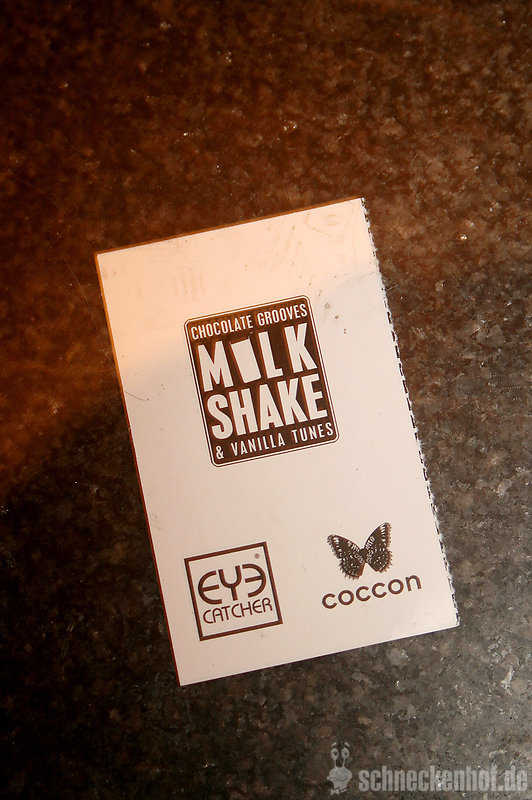 CHOCOLATE GROOVES
MILK
SHAKE
& VANILLA TUNES
EYE
CATCHER
®
coccon
schneckenhof.de